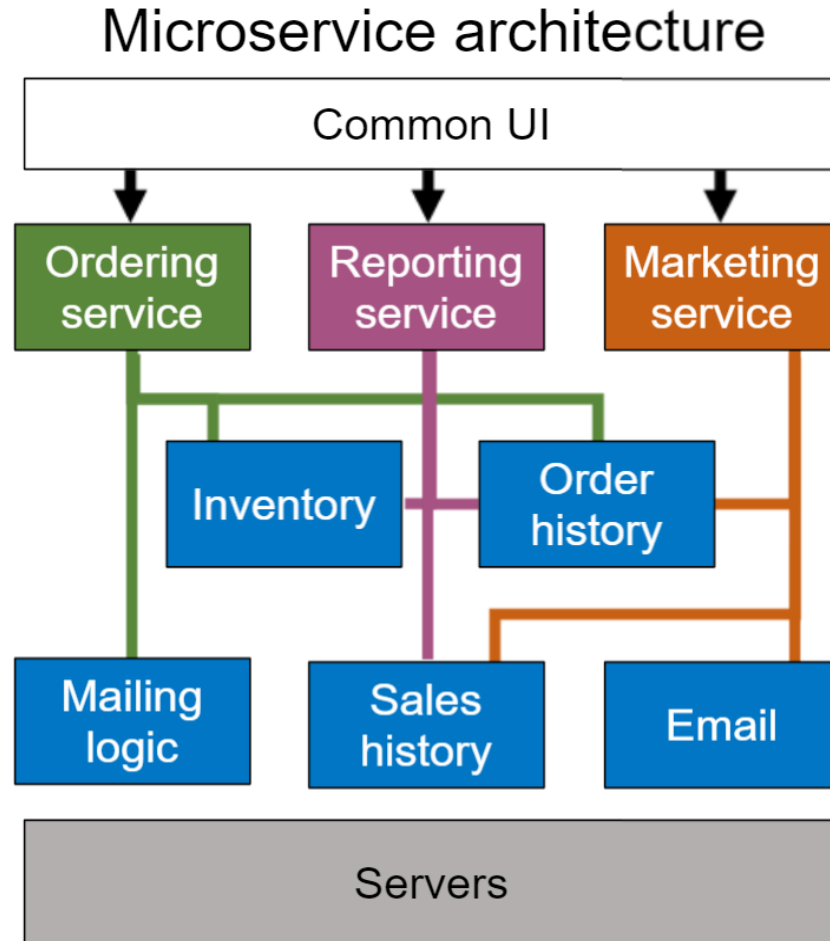 Microservice architecture
Common UI
Ordering
service
Reporting
service
Marketing
service
Inventory
Order
history
Mailing
logic
Sales
history
Email
Servers